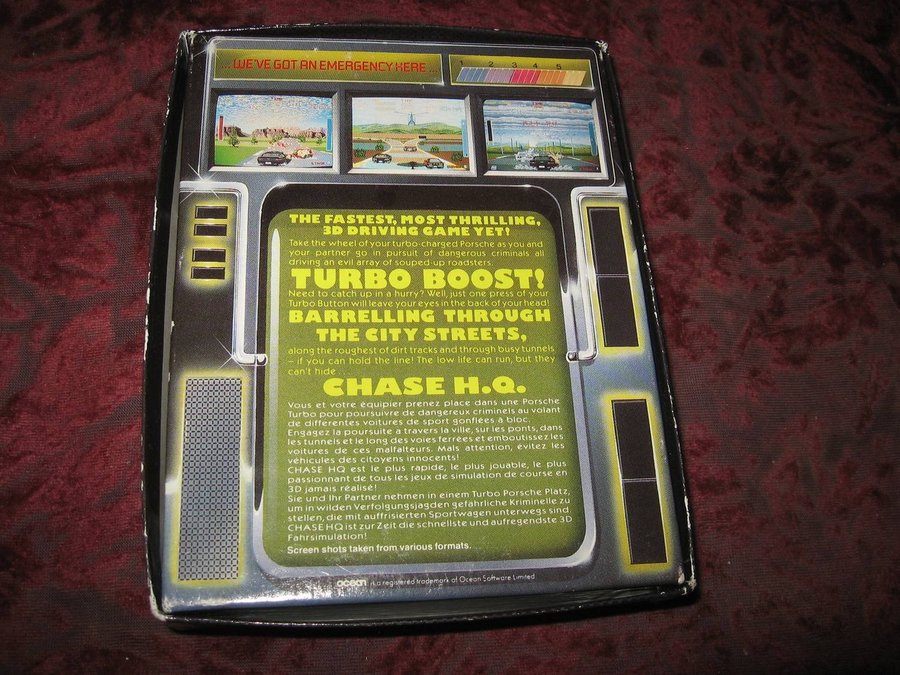 ... WE'VE GOT AN EMERGENCY HERE ...
1 2 3 4 5
THE FASTEST, MOST THRILLING,
3D DRIVING GAME YET!
Take the wheel of your turbo-charged Porsche as you and
your partner go in pursuit of dangerous criminals all
driving an evil array of souped-up roadsters.
TURBO BOOST!
Need to catch up in a hurry? Well, just one press of your
Turbo Button will leave your eyes in the back of your head!
BARRELLING THROUGH
THE CITY STREETS,
along the roughest of dirt tracks and through busy tunnels
– if you can hold the line! The low life can run, but they
can't hide ...
CHASE H.Q.
Vous et votre équipier prenez place dans une Porsche
Turbo pour poursuivre de dangereux criminels au volant
de differentes voitures de sport gonflées à bloc.
Engagez la poursuite a travers la ville, sur les ponts, dans
les tunnels et le long des voies ferrées et emboutissez les
voitures de ces malfaiteurs. Mais attention, évitez les
véhicules des citoyens innocents!
CHASE HQ est le plus rapide, le plus jouable, le plus
passionnant de tous les jeux de simulation de course en
3D jamais réalisé!
Sie und Ihr Partner nehmen in einem Turbo Porsche Platz,
um in wilden Verfolgungsjagden gefährliche Kriminelle zu
stellen, die mit auffrisierten Sportwagen unterwegs sind.
CHASE HQ ist zur Zeit die schnellste und aufregendste 3D
Fahrsimulation!
Screen shots taken from various formats.
ocean is a registered trademark of Ocean Software Limited